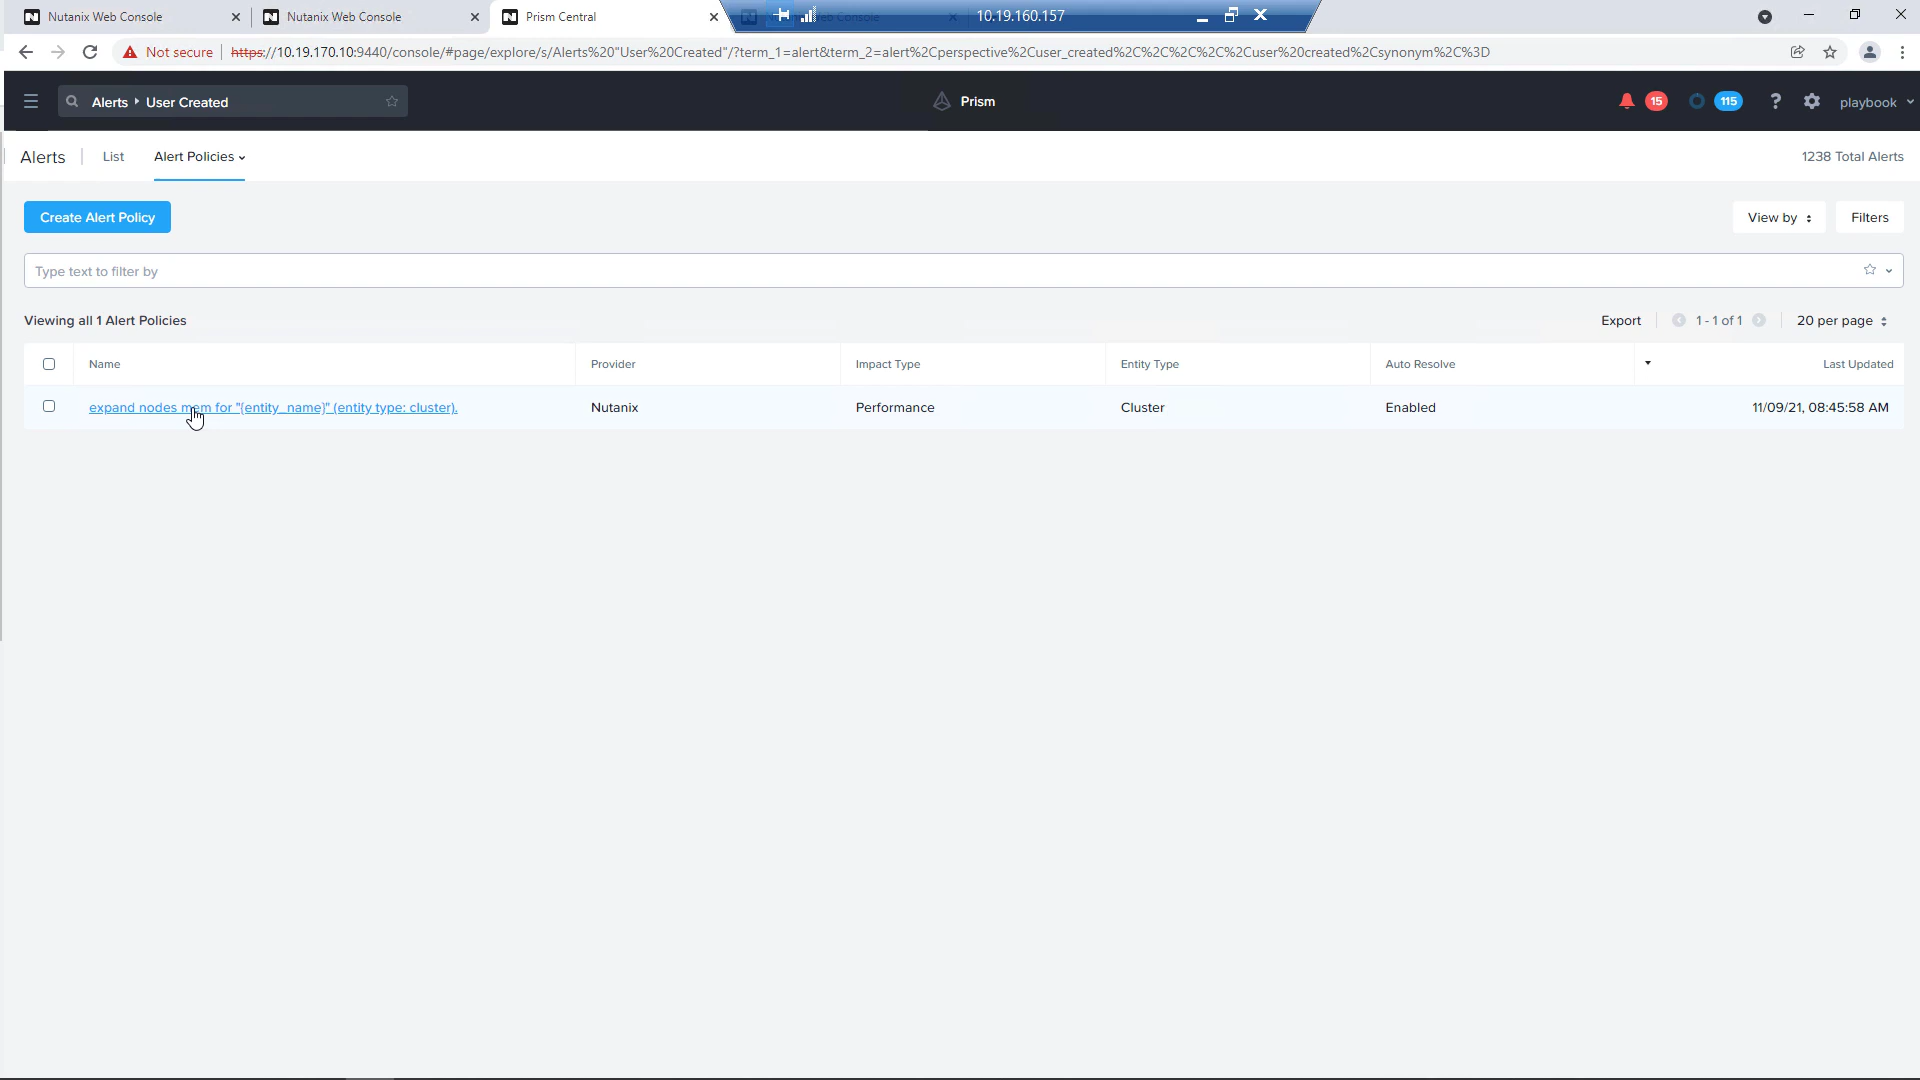 Nutanix Web Console
Nutanix Web Console
Prism Central
10.19.160.157
Not secure
https://10.19.170.10:9440/console/#page/explore/s/Alerts%20"User%20Created"/?term_1=alert&term_2=alert%2Cperspective%2Cuser_created%2C%2C%2C%2C%2Cuser%20created%2Csynonym%2C%3D
Alerts
User Created
Prism
15
115
?
playbook
Alerts
List
Alert Policies
1238 Total Alerts
Create Alert Policy
View by
Filters
Type text to filter by
Viewing all 1 Alert Policies
Export
1 - 1 of 1
20 per page
Name
Provider
Impact Type
Entity Type
Auto Resolve
Last Updated
expand nodes mem for "{entity_name}" (entity type: cluster).
Nutanix
Performance
Cluster
Enabled
11/09/21, 08:45:58 AM